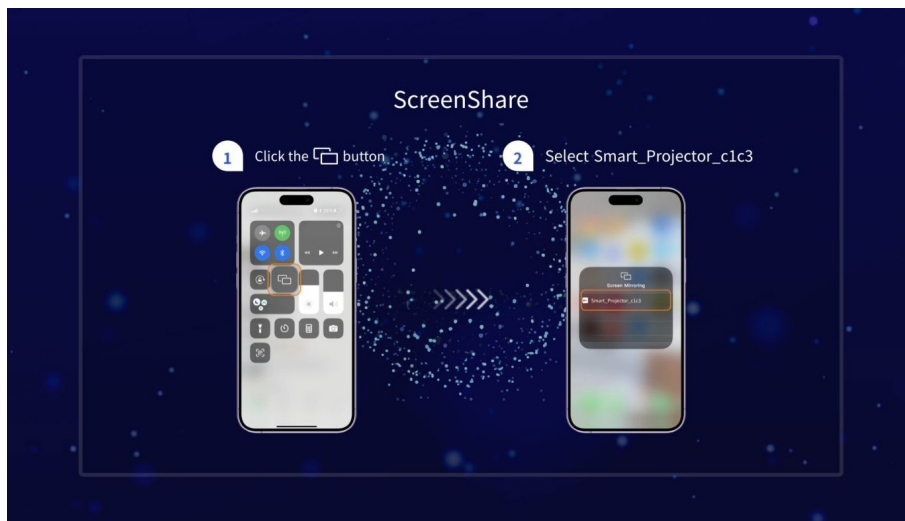 ScreenShare
1 Click the button
2 Select Smart_Projector_c1c3
Screen Mirroring
Smart_Projector_c1c3